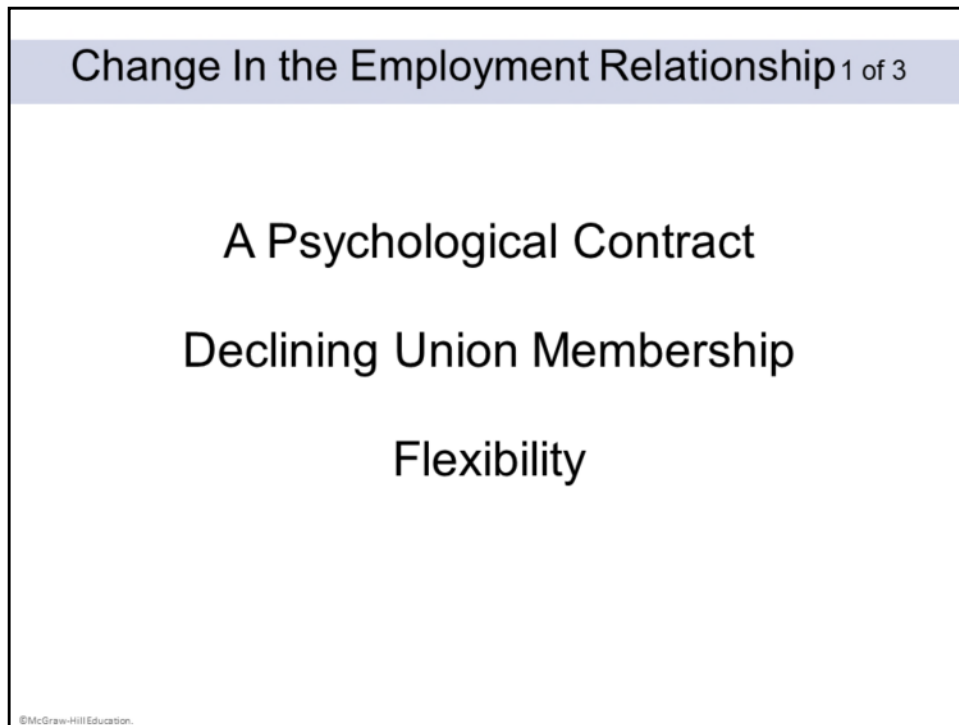 Change In the Employment Relationship 1 of 3
A Psychological Contract
Declining Union Membership
Flexibility
©McGraw-Hill Education.